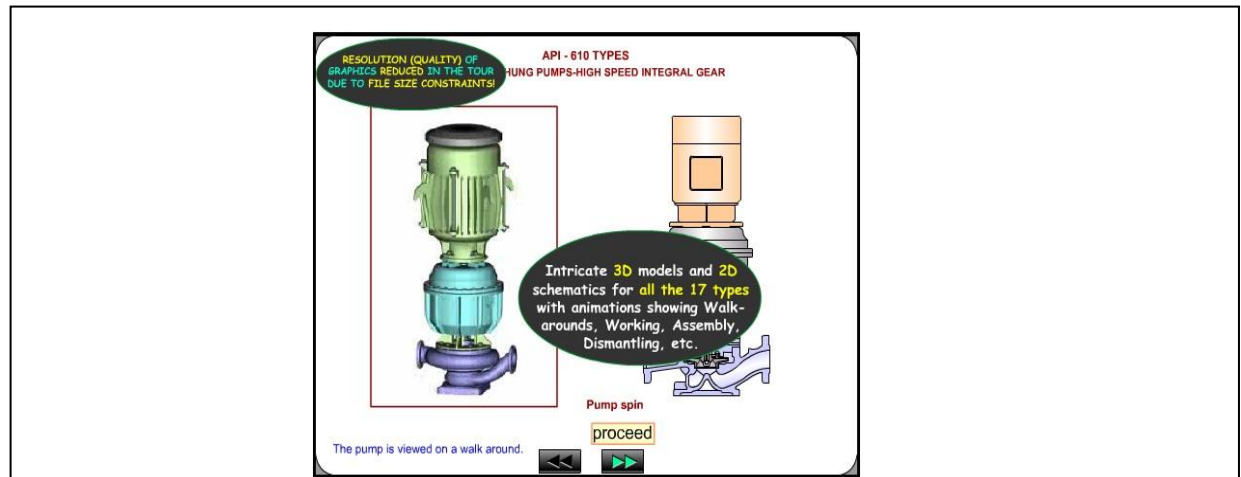 RESOLUTION (QUALITY) OF
GRAPHICS REDUCED IN THE TOUR
DUE TO FILE SIZE CONSTRAINTS!
API - 610 TYPES
HUNG PUMPS-HIGH SPEED INTEGRAL GEAR
Intricate 3D models and 2D
schematics for all the 17 types
with animations showing Walk-
arounds, Working, Assembly,
Dismantling, etc.
Pump spin
proceed
The pump is viewed on a walk around.